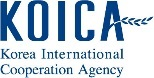 KOICA
Korea International
Cooperation Agency